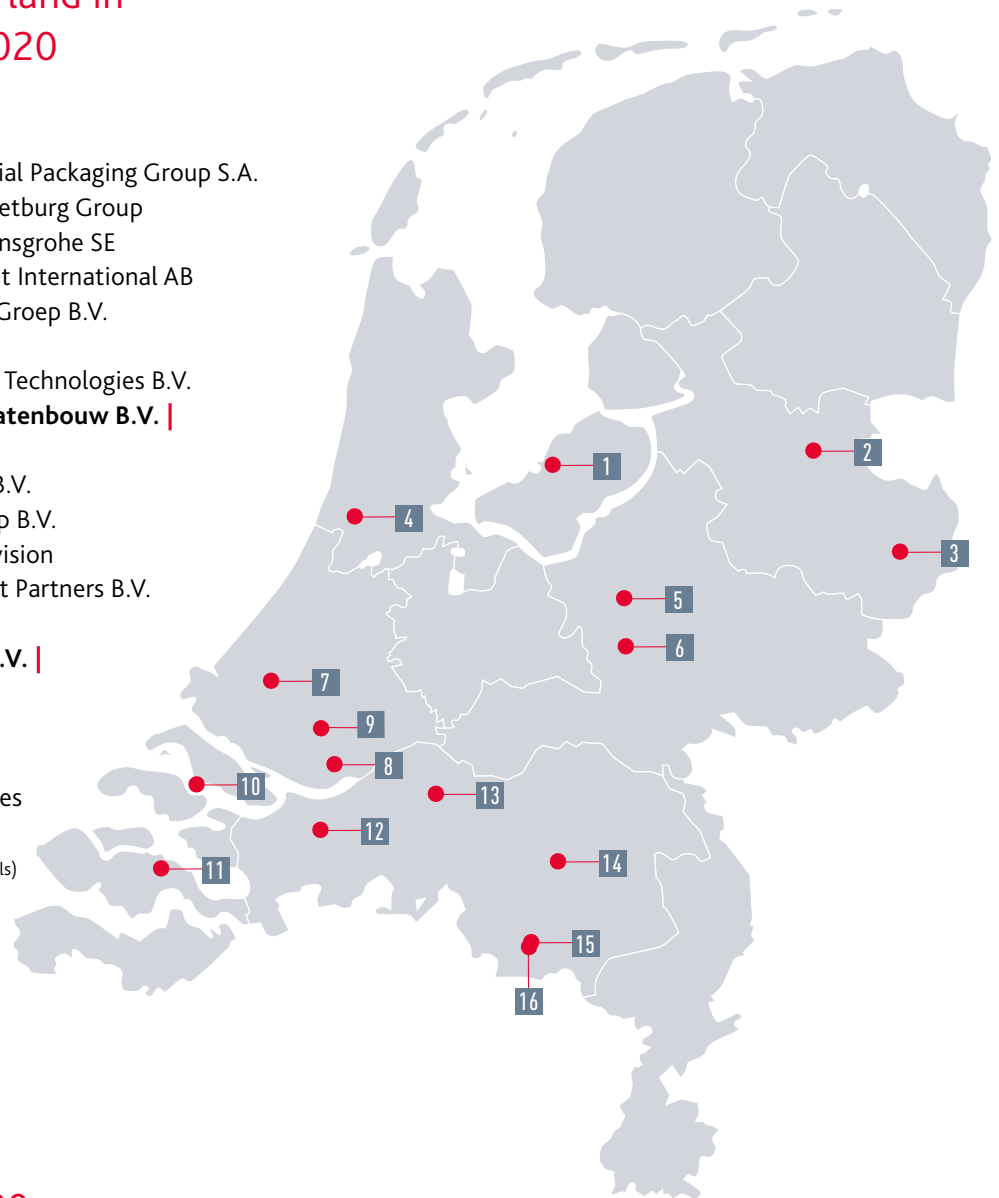 020
ial Packaging Group S.A.
etburg Group
nsgrohe SE
t International AB
Groep B.V.
Technologies B.V.
atenbouw B.V. |
B.V.
p B.V.
vision
t Partners B.V.
.V. |
es
ls)
1
2
3
4
5
6
7
9
8
10
13
12
11
14
15
16